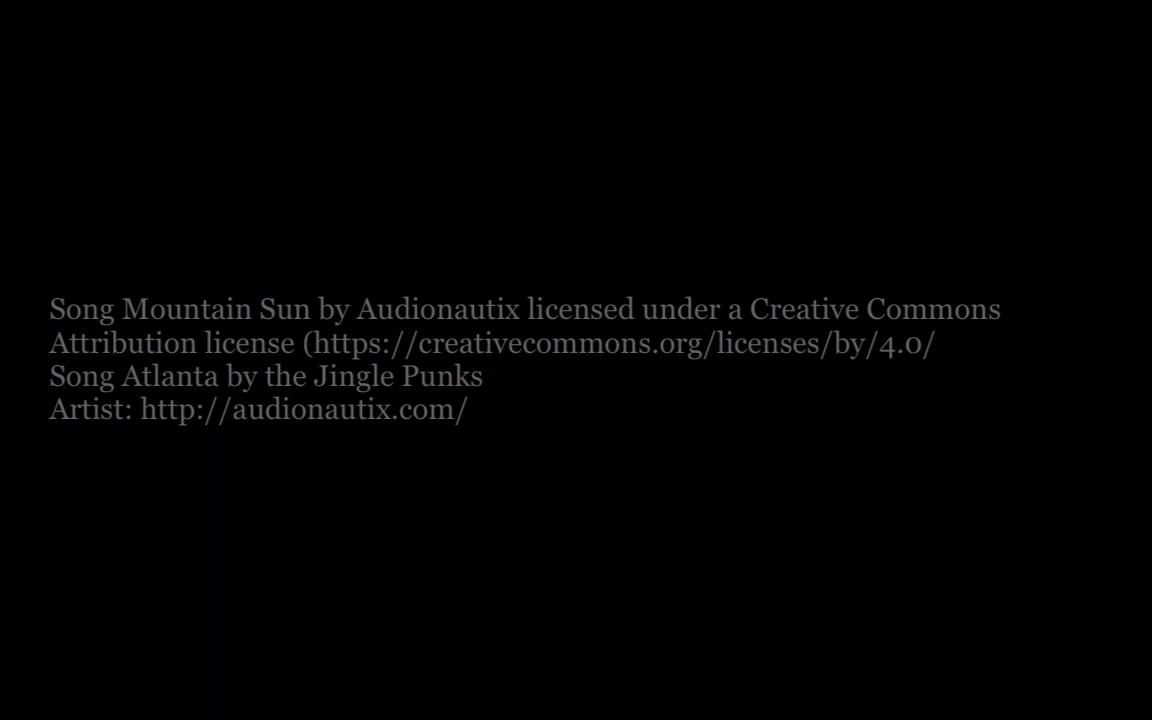 Song Mountain Sun by Audionautix licensed under a Creative Commons
Attribution license (https://creativecommons.org/licenses/by/4.0/
Song Atlanta by the Jingle Punks
Artist: http://audionautix.com/